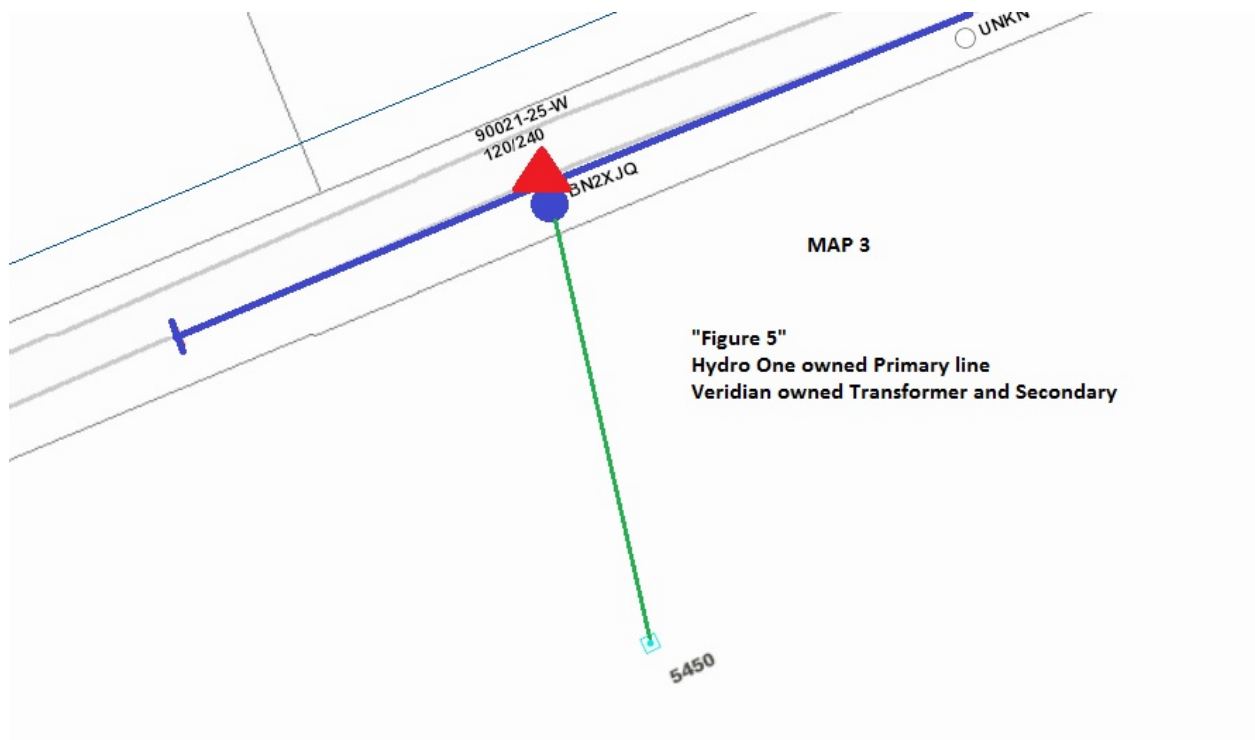 UNKN
90021-25-W
120/240
BN2XJQ
MAP 3
"Figure 5"
Hydro One owned Primary line
Veridian owned Transformer and Secondary
5450